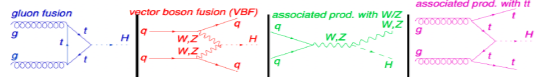 gluon fusion
g
t
t
t
H
g
vector boson fusion (VBF)
q
q
W,Z
W,Z
H
q
q
associated prod. with W/Z
q
W,Z
W,Z
q
H
associated prod. with tt
g
t
t
H
t
g
t